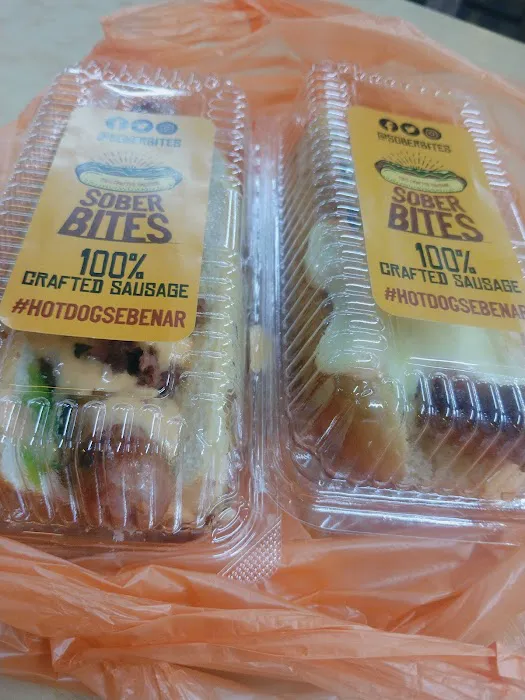 @SOBERBITES
SOBER
BITES
100%
CRAFTED SAUSAGE
#HOTDOGSEBENAR
@SOBERBITES
SOBER
BITES
100%
CRAFTED SAUSAGE
#HOTDOGSEBENAR